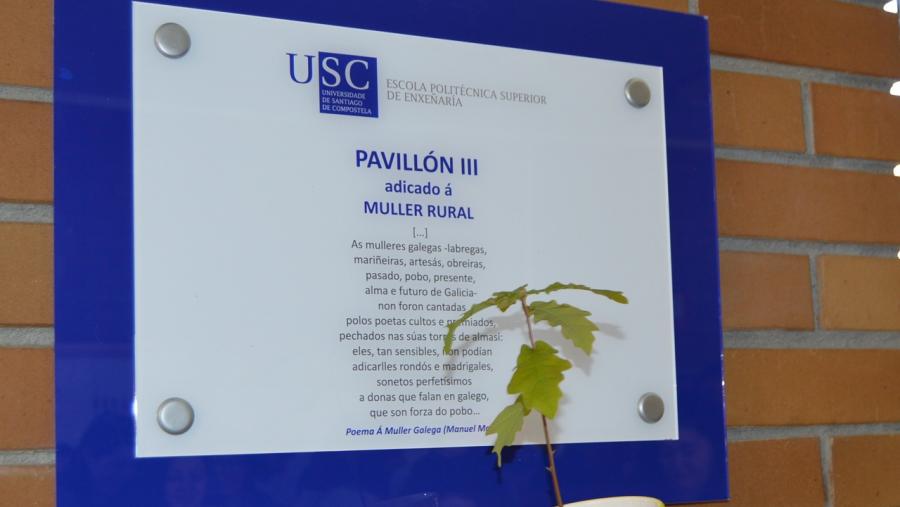 USC
UNIVERSIDADE
DE SANTIAGO
DE COMPOSTELA
ESCOLA POLITÉCNICA SUPERIOR
DE ENXEÑARÍA
PAVILLÓN III
adicado á
MULLER RURAL
[...]
As mulleres galegas -labregas,
mariñeiras, artesás, obreiras,
pasado, pobo, presente,
alma e futuro de Galicia-
non foron cantadas
polos poetas cultos e premiados,
pechados nas súas torres de almasí:
eles, tan sensibles, non podían
adicarlles rondós e madrigales,
sonetos perfetísimos
a donas que falan en galego,
que son forza do pobo...
Poema Á Muller Galega (Manuel